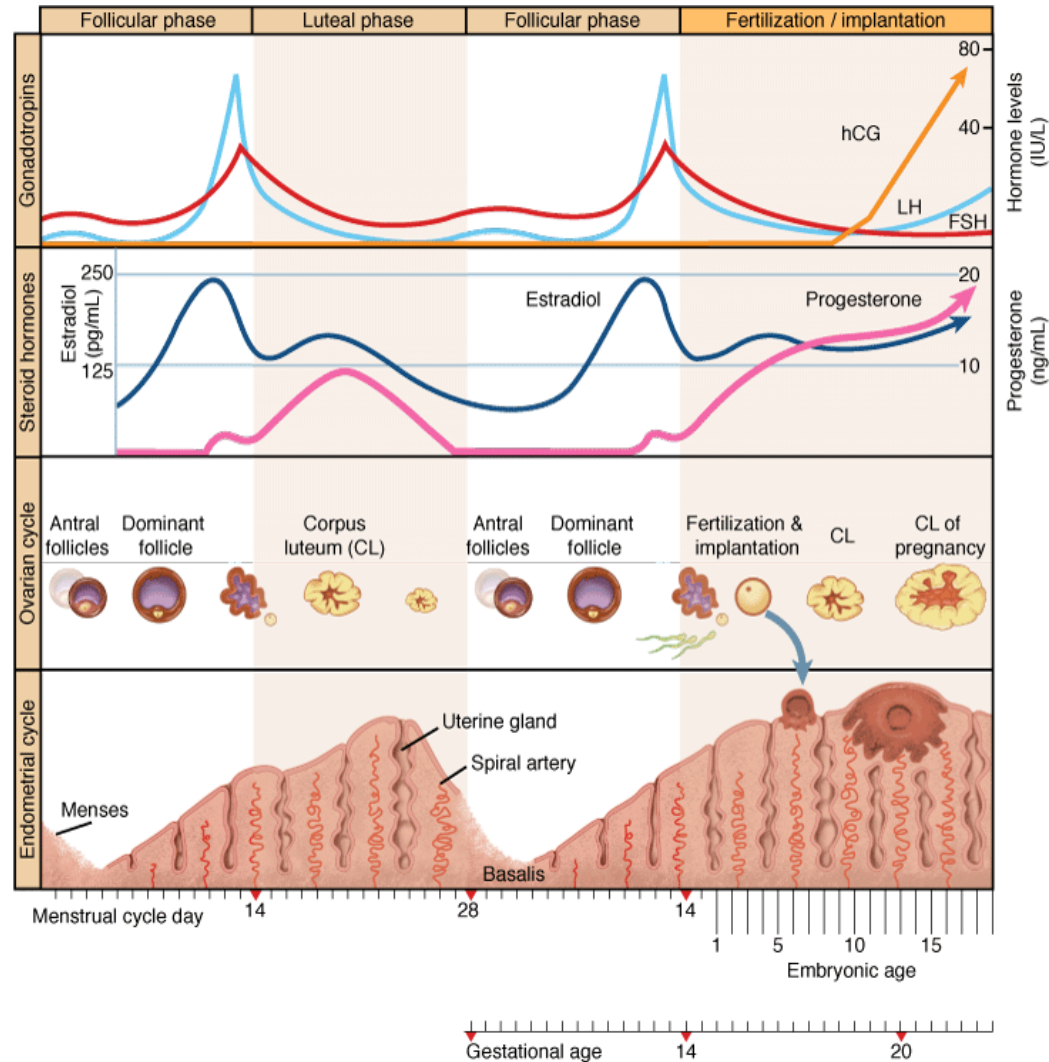 Follicular phase
Luteal phase
Follicular phase
Fertilization / implantation
Gonadotropins
80
40
Hormone levels
(IU/L)
hCG
LH
FSH
Steroid hormones
Estradiol
(pg/mL)
250
125
Estradiol
Progesterone
20
10
Progesterone
(ng/mL)
Ovarian cycle
Antral
follicles
Dominant
follicle
Corpus
luteum (CL)
Antral
follicles
Dominant
follicle
Fertilization &
implantation
CL
CL of
pregnancy
Endometrial cycle
Menses
Uterine gland
Spiral artery
Basalis
Menstrual cycle day
14
28
14
1
5
10
15
Embryonic age
Gestational age
14
20